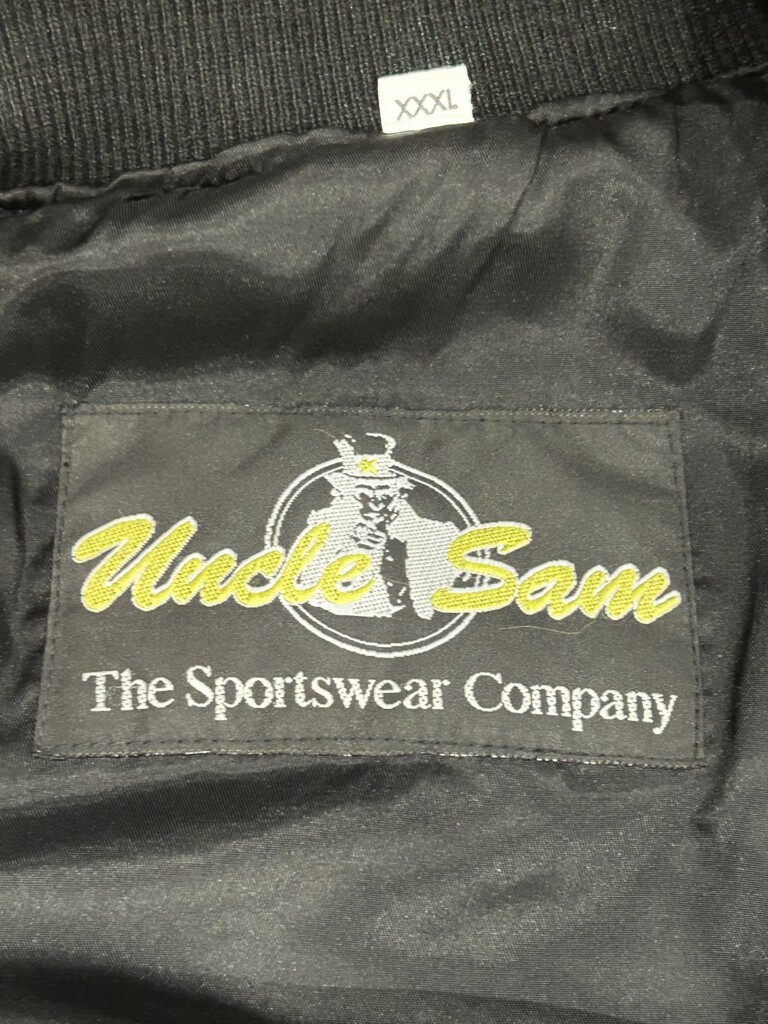 XXXL
Uncle Sam
The Sportswear Company